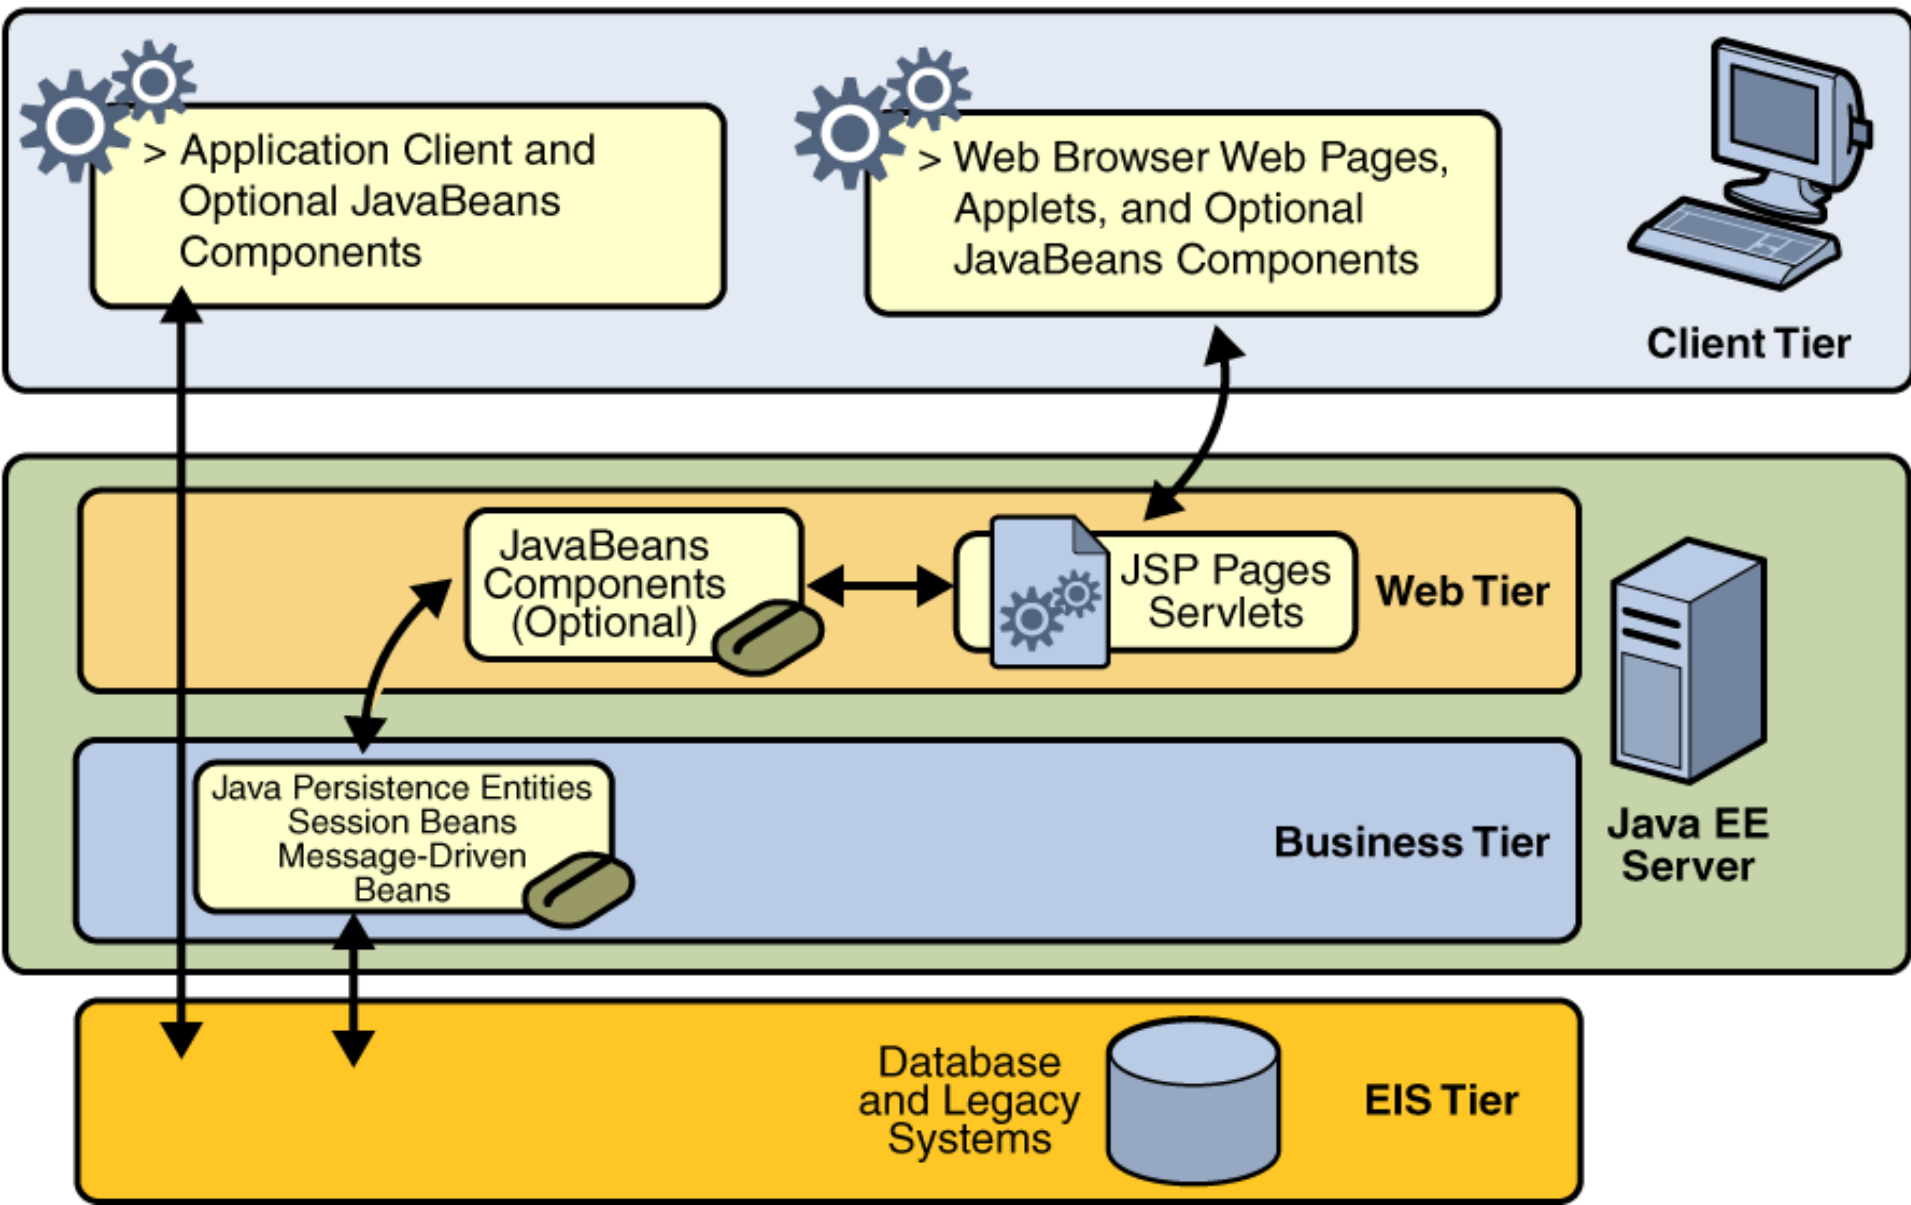 > Application Client and
Optional JavaBeans
Components
> Web Browser Web Pages,
Applets, and Optional
JavaBeans Components
Client Tier
JavaBeans
Components
(Optional)
JSP Pages
Servlets
Web Tier
Java Persistence Entities
Session Beans
Message-Driven
Beans
Business Tier
Java EE
Server
Database
and Legacy
Systems
EIS Tier